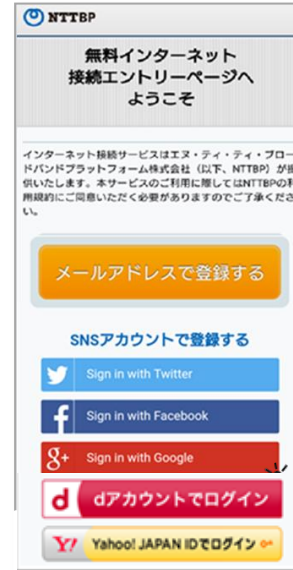 NTTBP
無料インターネット
接続エントリーページへ
ようこそ
インターネット接続サービスはエヌ・ティ・ティ・ブロー
ドバンドプラットフォーム株式会社（以下、NTTBP）が提
供いたします。本サービスのご利用に際してはNTTBPの利
用規約にご同意いただく必要がありますのでご了承くださ
い。
メールアドレスで登録する
SNSアカウントで登録する
Sign in with Twitter
f Sign in with Facebook
g+ Sign in with Google
d dアカウントでログイン
Y! Yahoo! JAPAN IDでログイン